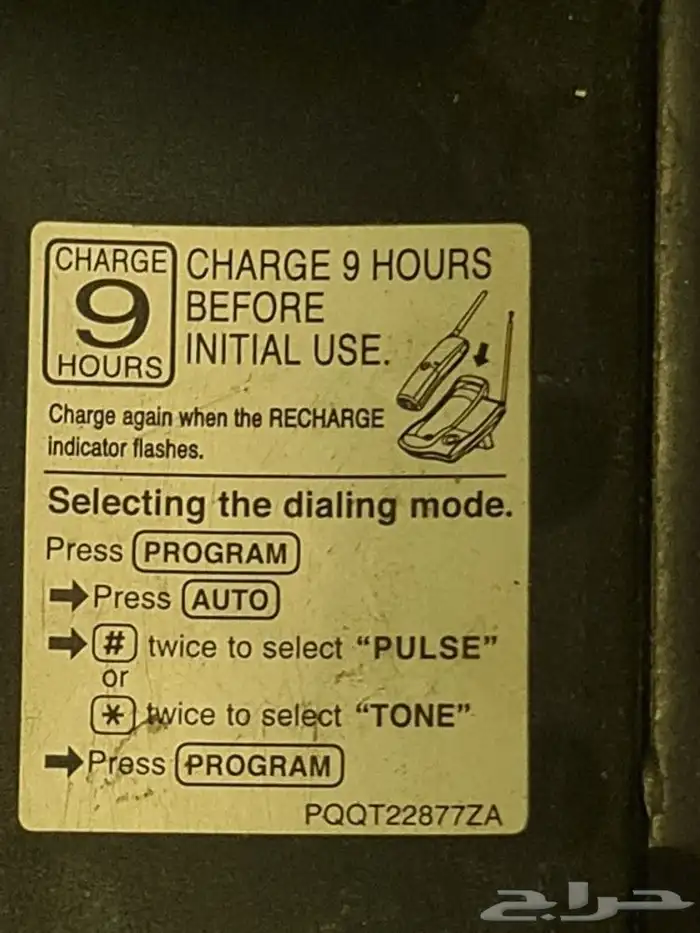 CHARGE
9
HOURS
CHARGE 9 HOURS
BEFORE
INITIAL USE.
Charge again when the RECHARGE
indicator flashes.
Selecting the dialing mode.
Press PROGRAM
➡Press AUTO
➡# twice to select “PULSE”
or
* twice to select “TONE”
➡Press PROGRAM
PQQT22877ZA
حراج